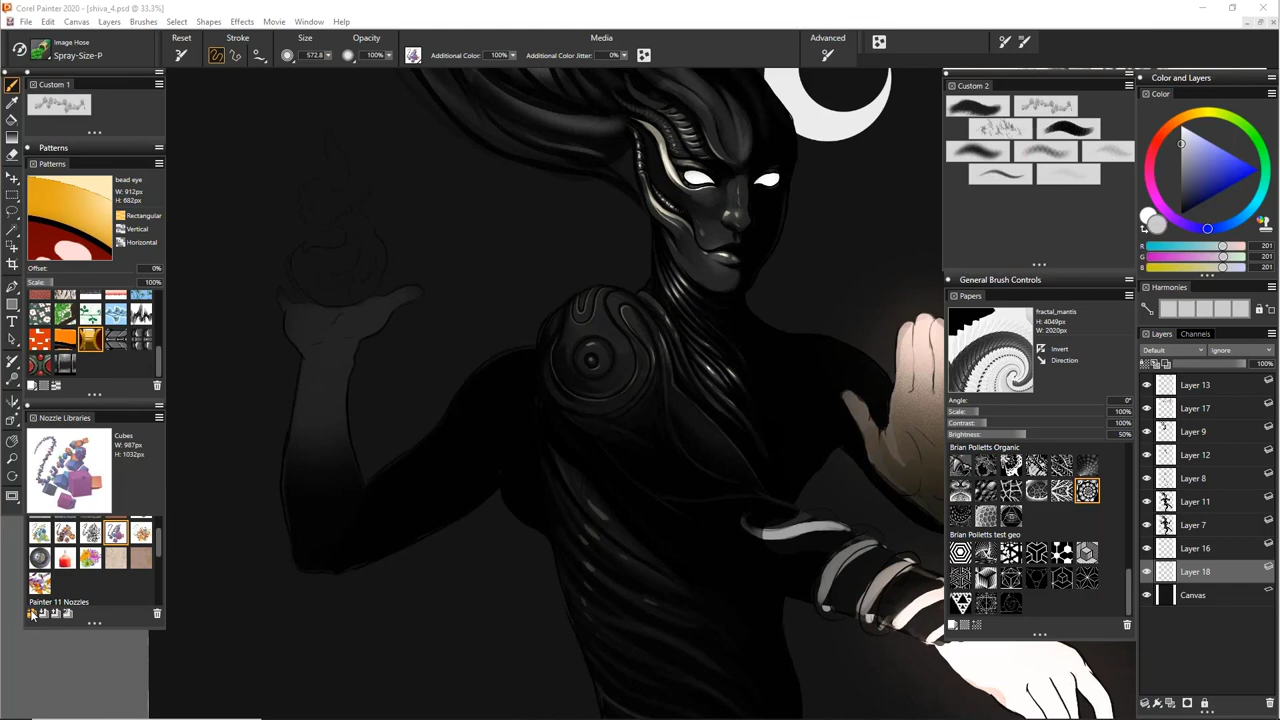 Corel Painter 2020 - [shiva_4.psd @ 33.3%]
File Edit Canvas Layers Brushes Select Shapes Effects Movie Window Help
Image Hose
Spray-Size-P
Reset
Stroke
Size
572.8
Opacity
100%
Media
Additional Color: 100%
Additional Color Jitter: 0%
Advanced
Custom 1
Patterns
Patterns
bead eye
W: 912px
H: 682px
Rectangular
Vertical
Horizontal
Offset: 0%
Scale: 100%
Nozzle Libraries
Cubes
W: 987px
H: 1032px
Painter 11 Nozzles
Custom 2
General Brush Controls
Papers
fractal_mantis
H: 4049px
W: 2020px
Invert
Direction
Angle: 0°
Scale: 100%
Contrast: 100%
Brightness: 50%
Brian Polletts Organic
Brian Polletts test geo
Color and Layers
Color
R 201
G 201
B 201
Harmonies
Layers Channels
Default Ignore
100%
Layer 13
Layer 17
Layer 9
Layer 12
Layer 8
Layer 11
Layer 7
Layer 16
Layer 18
Canvas